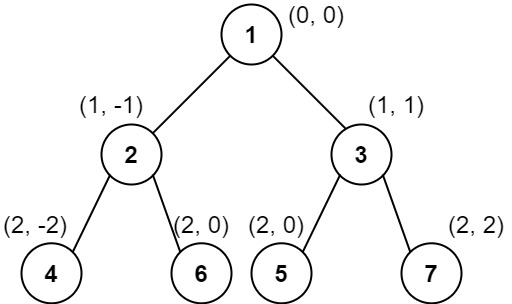 1 (0, 0)
(1, -1) (1, 1)
2 3
(2, -2) (2, 0) (2, 0) (2, 2)
4 6 5 7